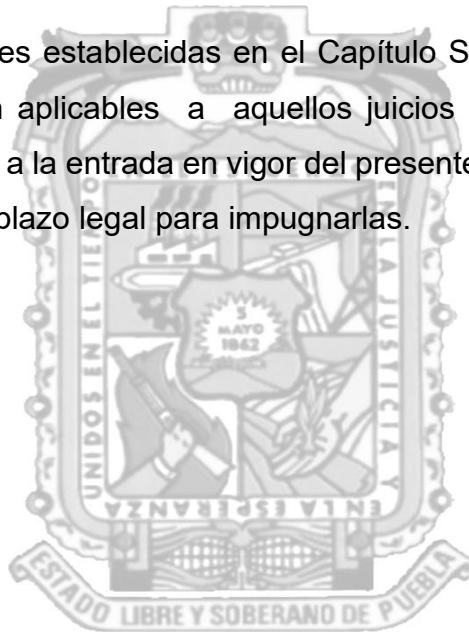 es establecidas en el Capítulo S
aplicables a aquellos juicios
a la entrada en vigor del presente
plazo legal para impugnarlas.
UNIDOS EN EL TIEMPO
EN LA JUSTICIA Y
EN LA ESPERANZA
5
MAYO
1862
ESTADO LIBRE Y SOBERANO DE PUEBLA